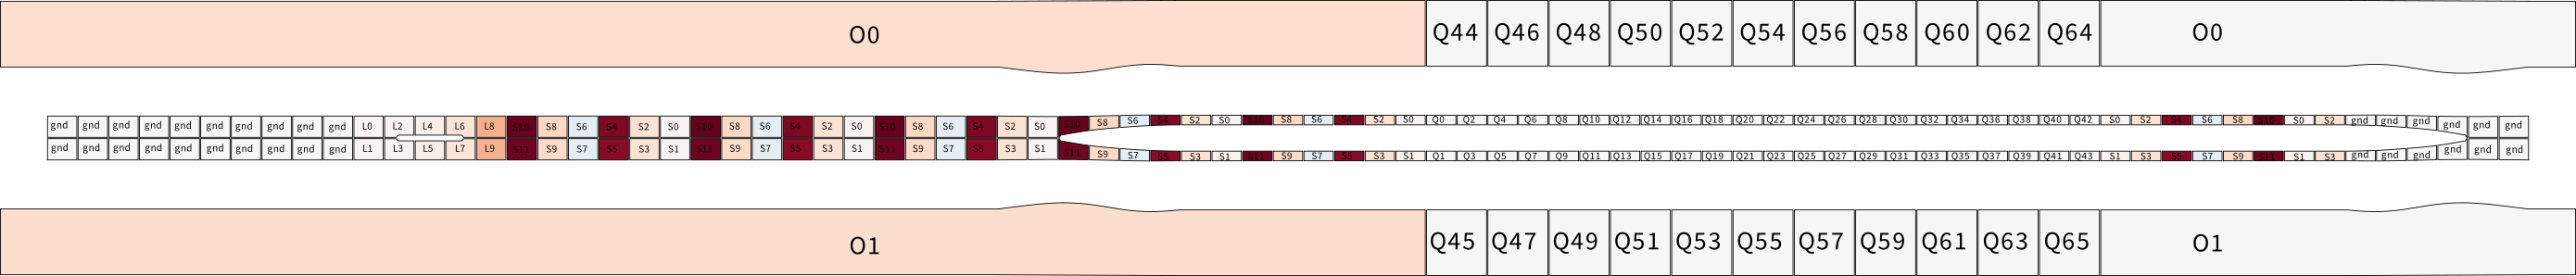 O0 Q44 Q46 Q48 Q50 Q52 Q54 Q56 Q58 Q60 Q62 Q64 O0
gnd gnd gnd gnd gnd gnd gnd gnd gnd gnd L0 L2 L4 L6 L8 S10 S8 S6 S4 S2 S0 S10 S8 S6 S4 S2 S0 S10 S8 S6 S4 S2 S0 S10 S8 S6 S4 S2 S0 S10 S8 S6 S4 S2 S0 Q0 Q2 Q4 Q6 Q8 Q10 Q12 Q14 Q16 Q18 Q20 Q22 Q24 Q26 Q28 Q30 Q32 Q34 Q36 Q38 Q40 Q42 S0 S2 S4 S6 S8 S10 S0 S2 gnd gnd gnd gnd gnd gnd
gnd gnd gnd gnd gnd gnd gnd gnd gnd gnd L1 L3 L5 L7 L9 S11 S9 S7 S5 S3 S1 S11 S9 S7 S5 S3 S1 S11 S9 S7 S5 S3 S1 S11 S9 S7 S5 S3 S1 S11 S9 S7 S5 S3 S1 Q1 Q3 Q5 Q7 Q9 Q11 Q13 Q15 Q17 Q19 Q21 Q23 Q25 Q27 Q29 Q31 Q33 Q35 Q37 Q39 Q41 Q43 S1 S3 S5 S7 S9 S11 S1 S3 gnd gnd gnd gnd gnd gnd
O1 Q45 Q47 Q49 Q51 Q53 Q55 Q57 Q59 Q61 Q63 Q65 O1